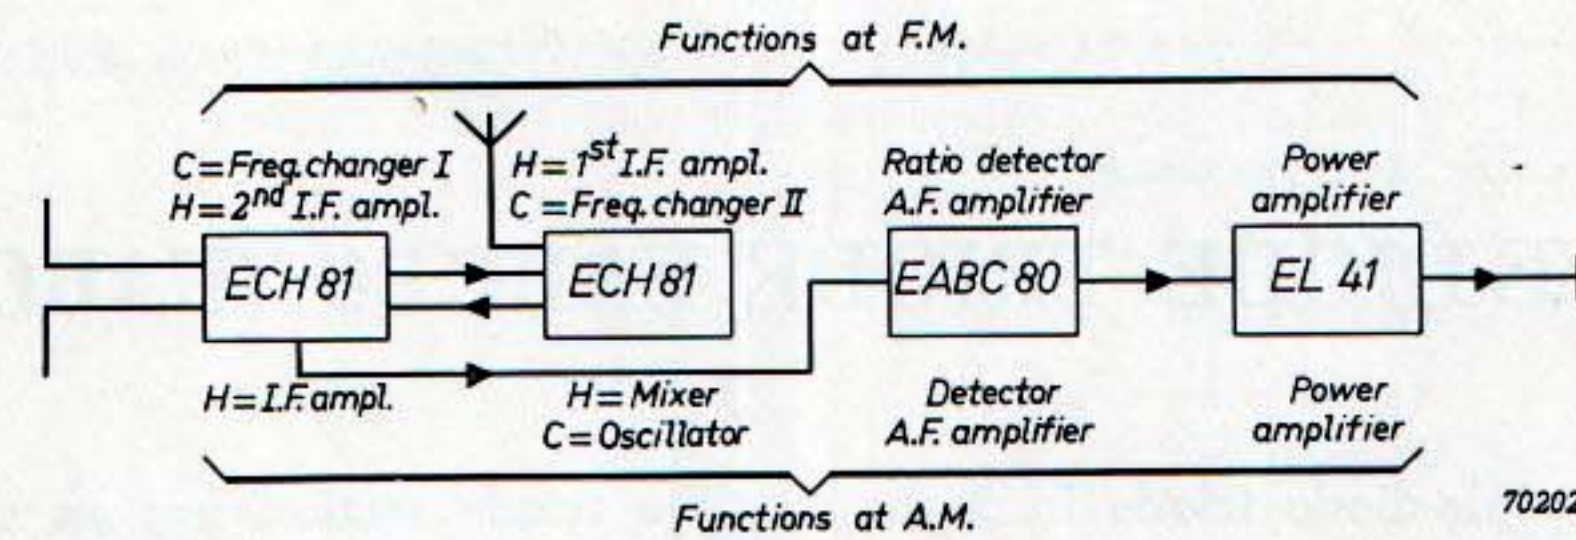 Functions at F.M.
C=Freq.changer I
H=2nd I.F. ampl.
H=1st I.F. ampl.
C=Freq.changer II
Ratio detector
A.F. amplifier
Power
amplifier
ECH 81
ECH 81
EABC 80
EL 41
H=I.F.ampl.
H=Mixer
C=Oscillator
Detector
A.F. amplifier
Power
amplifier
Functions at A.M.
70202